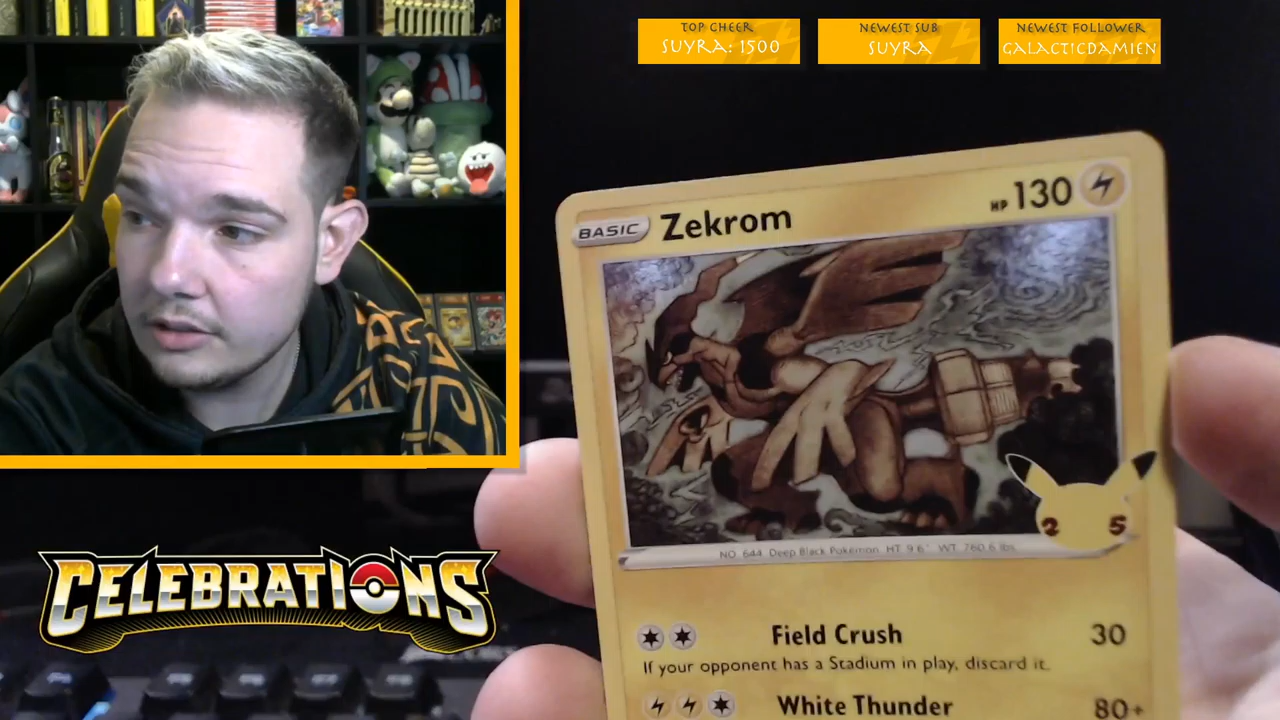 TOP CHEER
SUYRA: 1500
NEWEST SUB
SUYRA
NEWEST FOLLOWER
GALACTICDAMIEN
BASIC Zekrom HP 130
25
NO. 644 Deep Black Pokémon HT 9'6" WT 760.6 lbs.
Field Crush 30
If your opponent has a Stadium in play, discard it.
White Thunder 80+
CELEBRATIONS